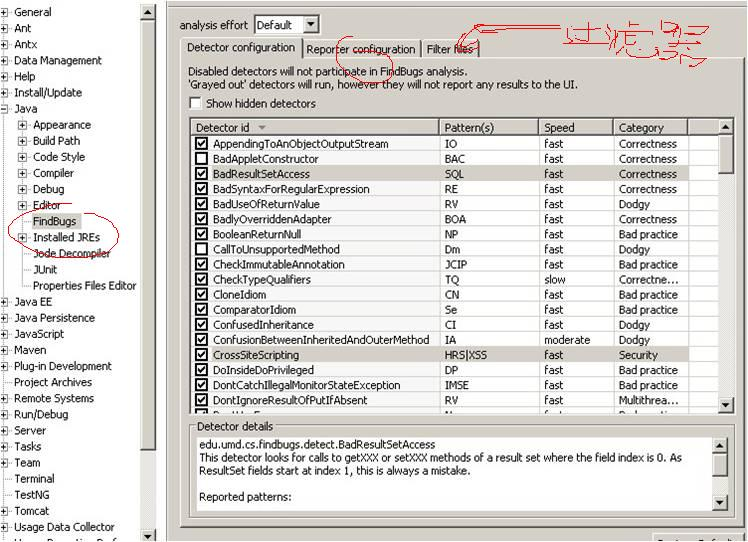 General
Ant
Antx
Data Management
Help
Install/Update
Java
Appearance
Build Path
Code Style
Compiler
Debug
Editor
FindBugs
Installed JREs
Jode Decompiler
JUnit
Properties Files Editor
Java EE
Java Persistence
JavaScript
Maven
Plug-in Development
Project Archives
Remote Systems
Run/Debug
Server
Tasks
Team
Terminal
TestNG
Tomcat
Usage Data Collector
analysis effort Default
过滤器
Detector configuration Reporter configuration Filter files
Disabled detectors will not participate in FindBugs analysis.
'Grayed out' detectors will run, however they will not report any results to the UI.
Show hidden detectors
Detector id Pattern(s) Speed Category
AppendingToAnObjectOutputStream IO fast Correctness
BadAppletConstructor BAC fast Correctness
BadResultSetAccess SQL fast Correctness
BadSyntaxForRegularExpression RE fast Correctness
BadUseOfReturnValue RV fast Dodgy
BadlyOverriddenAdapter BOA fast Correctness
BooleanReturnNull NP fast Bad practice
CallToUnsupportedMethod Dm fast Dodgy
CheckImmutableAnnotation JCIP fast Bad practice
CheckTypeQualifiers TQ slow Correctne...
CloneIdiom CN fast Bad practice
ComparatorIdiom Se fast Bad practice
ConfusedInheritance CI fast Dodgy
ConfusionBetweenInheritedAndOuterMethod IA moderate Dodgy
CrossSiteScripting HRS|XSS fast Security
DoInsideDoPrivileged DP fast Bad practice
DontCatchIllegalMonitorStateException IMSE fast Bad practice
DontIgnoreResultOfPutIfAbsent RV fast Multithrea...
Detector details
edu.umd.cs.findbugs.detect.BadResultSetAccess
This detector looks for calls to getXXX or setXXX methods of a result set where the field index is 0. As
ResultSet fields start at index 1, this is always a mistake.
Reported patterns: